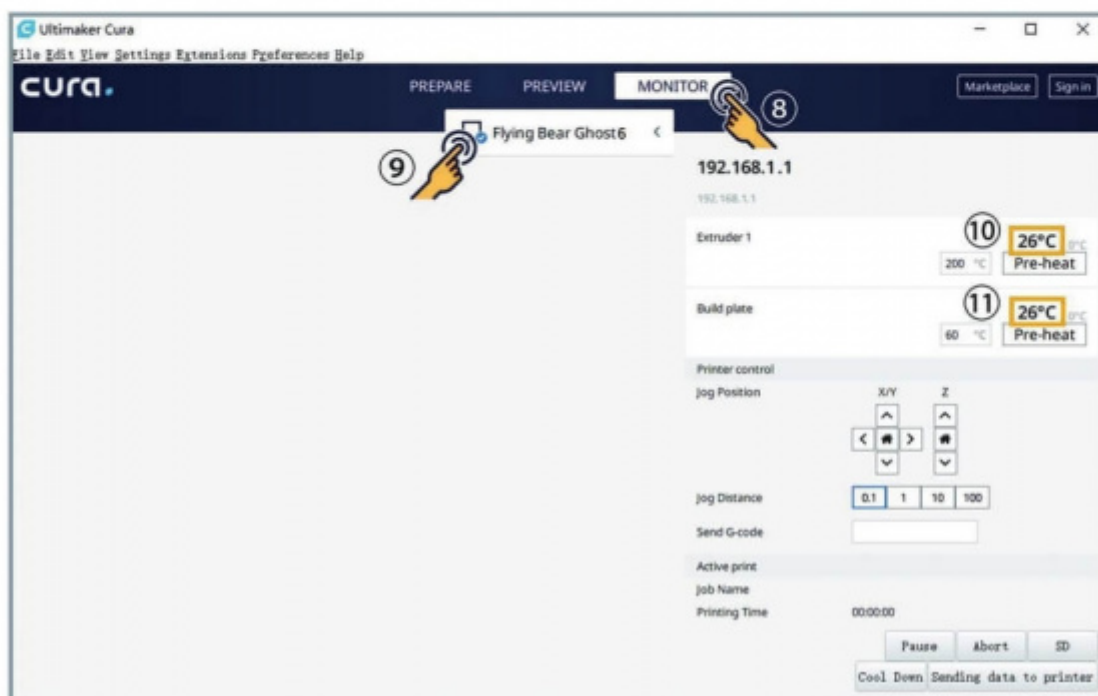 Ultimaker Cura
File Edit View Settings Extensions Preferences Help
cura.
PREPARE PREVIEW MONITOR Marketplace Sign in
⑧
Flying Bear Ghost6
⑨
192.168.1.1
192.168.1.1
Extruder 1 ⑩ 26°C 0°C
200 °C Pre-heat
Build plate ⑪ 26°C 0°C
60 °C Pre-heat
Printer control
Jog Position X/Y Z
Jog Distance 0.1 1 10 100
Send G-code
Active print
Job Name
Printing Time 00:00:00
Pause Abort SD
Cool Down Sending data to printer